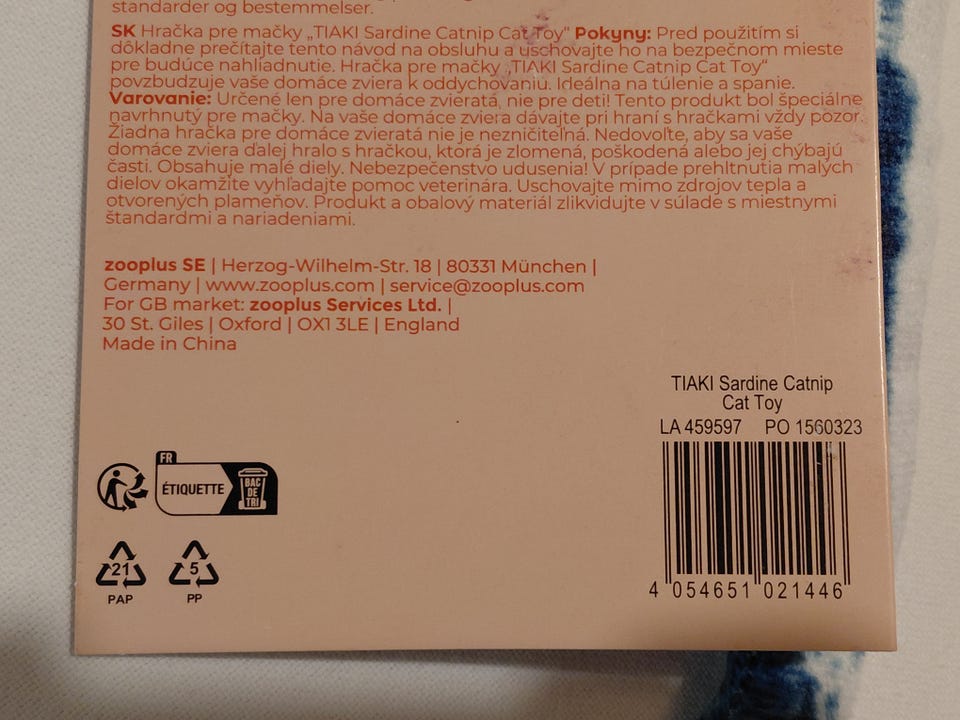 standarder og bestemmelser.
SK Hračka pre mačky „TIAKI Sardine Catnip Cat Toy" Pokyny: Pred použitím si
dôkladne prečítajte tento návod na obsluhu a uschovajte ho na bezpečnom mieste
pre budúce nahliadnutie. Hračka pre mačky „TIAKI Sardine Catnip Cat Toy“
povzbudzuje vaše domáce zviera k oddychovaniu. Ideálna na túlenie a spanie.
Varovanie: Určené len pre domáce zvieratá, nie pre deti! Tento produkt bol špeciálne
navrhnutý pre mačky. Na vaše domáce zviera dávajte pri hraní s hračkami vždy pozor.
Žiadna hračka pre domáce zvieratá nie je nezničiteľná. Nedovoľte, aby sa vaše
domáce zviera ďalej hralo s hračkou, ktorá je zlomená, poškodená alebo jej chýbajú
časti. Obsahuje malé diely. Nebezpečenstvo udusenia! V prípade prehltnutia malých
dielov okamžite vyhľadajte pomoc veterinára. Uschovajte mimo zdrojov tepla a
otvorených plameňov. Produkt a obalový materiál zlikvidujte v súlade s miestnymi
štandardmi a nariadeniami.
zooplus SE | Herzog-Wilhelm-Str. 18 | 80331 München |
Germany | www.zooplus.com | service@zooplus.com
For GB market: zooplus Services Ltd. |
30 St. Giles | Oxford | OX1 3LE | England
Made in China
TIAKI Sardine Catnip
Cat Toy
LA 459597 PO 1560323
4 054651 021446
FR
ÉTIQUETTE
BAC
DE
TRI
21
PAP
5
PP